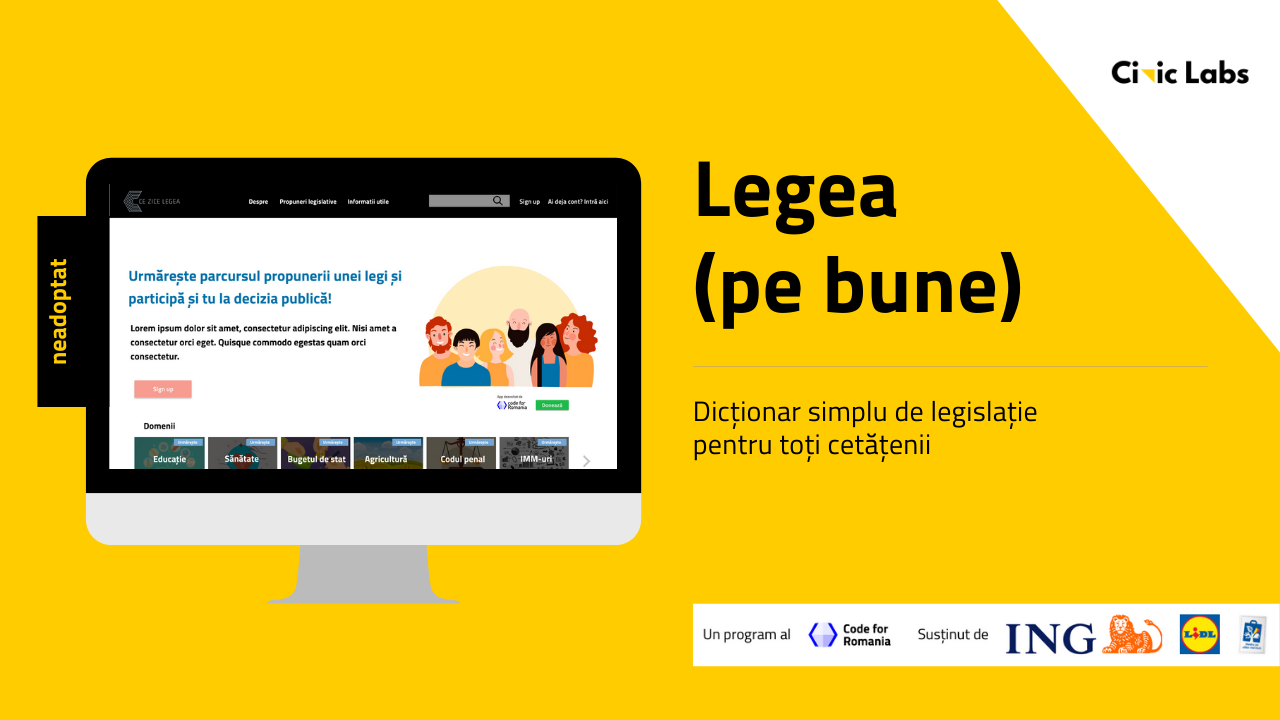 Civic Labs
neadoptat
CE ZICE LEGEA
Despre Propuneri legislative Informatii utile
Sign up Ai deja cont? Intră aici
Urmărește parcursul propunerii unei legi și
participă și tu la decizia publică!
Lorem ipsum dolor sit amet, consectetur adipiscing elit. Nisi amet a
consectetur orci eget. Quisque commodo egestas quam orci
consectetur.
Sign up
App dezvoltat de
code for
Romania
Donează
Domenii
Urmărește Urmărește Urmărește Urmărește Urmărește Urmărește
Educație Sănătate Bugetul de stat Agricultură Codul penal IMM-uri
Legea
(pe bune)
Dicționar simplu de legislație
pentru toți cetățenii
Un program al
Code for
Romania
Susținut de
ING
LIDL